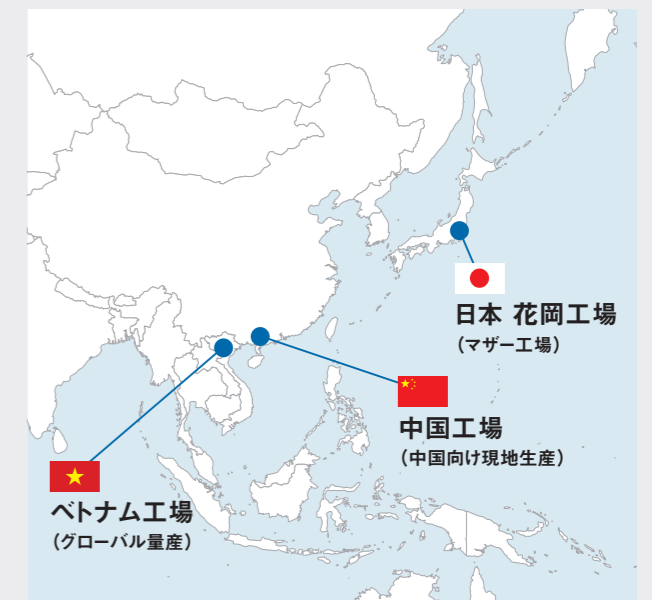 日本 花岡工場
（マザー工場）
中国工場
（中国向け現地生産）
ベトナム工場
（グローバル量産）